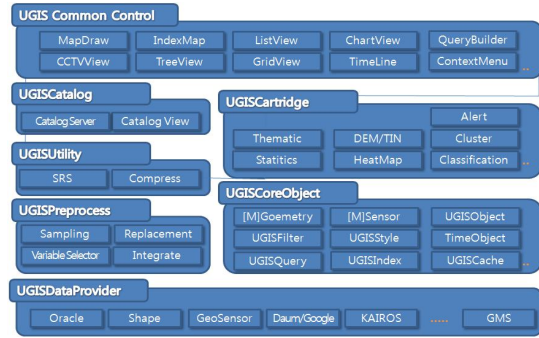 UGIS Common Control
MapDraw IndexMap ListView ChartView QueryBuilder
CCTVView TreeView GridView TimeLine ContextMenu ..
UGISCatalog
Catalog Server Catalog View
UGISUtility
SRS Compress
UGISPreprocess
Sampling Replacement
Variable Selector Integrate
UGISCartridge
Alert
Thematic DEM/TIN Cluster
Statitics HeatMap Classification ..
UGISCoreObject
[M]Goemetry [M]Sensor UGISObject
UGISFilter UGISStyle TimeObject
UGISQuery UGISIndex UGISCache ..
UGISDataProvider
Oracle Shape GeoSensor Daum/Google KAIROS ..... GMS